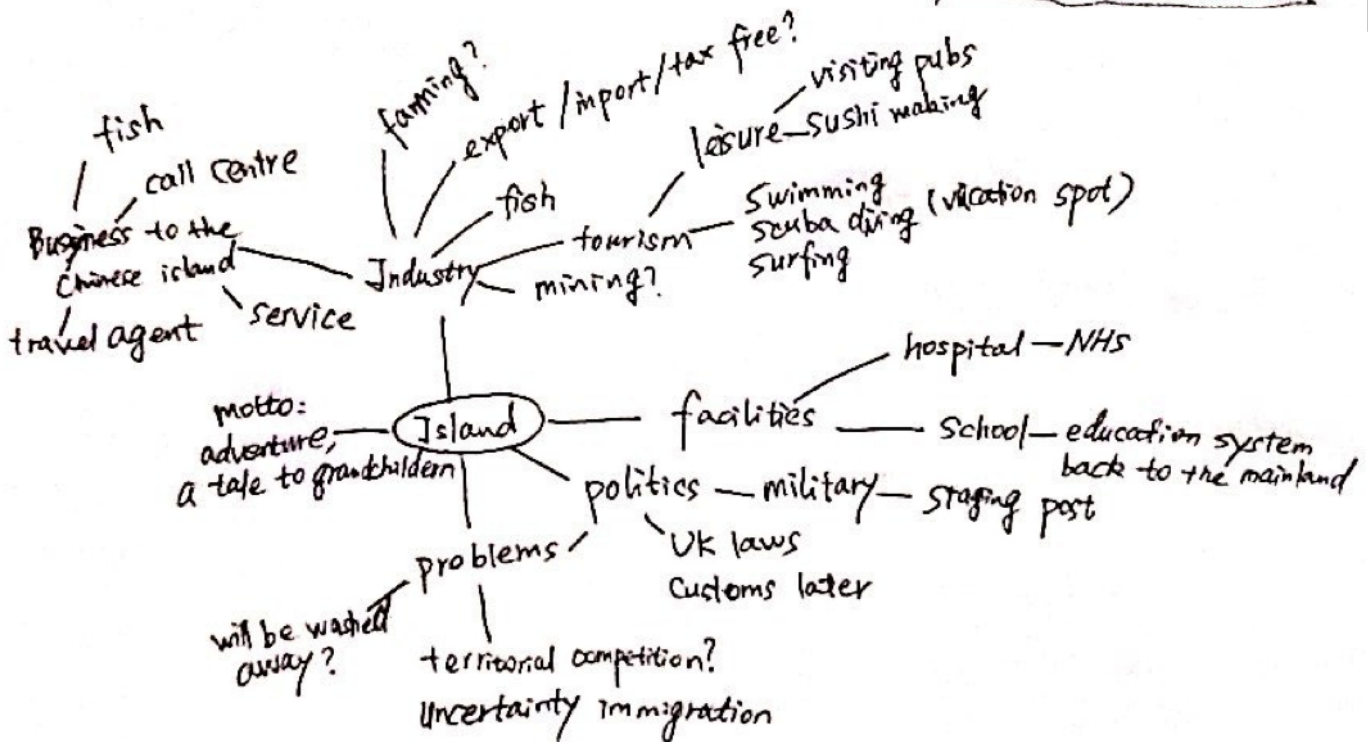 farming?
export / inport / tax free?
visiting pubs
leisure – sushi making
fish
call centre
Business to the
Chinese island
travel agent
service
Industry
fish
tourism
mining?
swimming
scuba diving (vacation spot)
surfing
hospital – NHs
facilities
School – education system
back to the mainland
motto:
adventure,
a tale to grandchildern
Island
politics – military – staging post
UK laws
Customs later
problems
will be washed
away?
territorial competition?
Uncertainty immigration